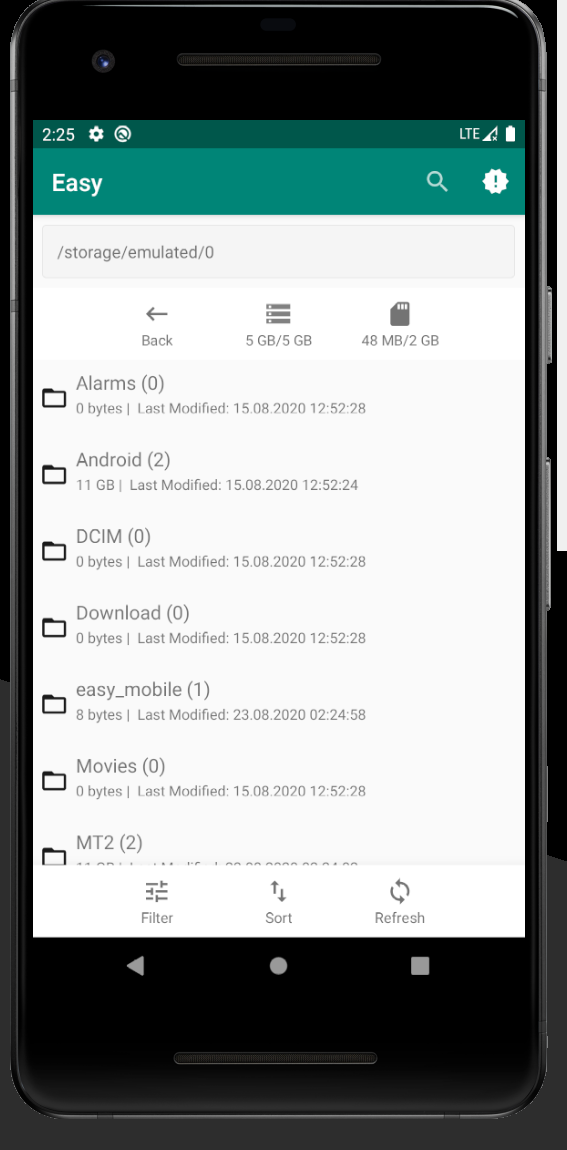 2:25 LTE
Easy
/storage/emulated/0
Back 5 GB/5 GB 48 MB/2 GB
Alarms (0)
0 bytes | Last Modified: 15.08.2020 12:52:28
Android (2)
11 GB | Last Modified: 15.08.2020 12:52:24
DCIM (0)
0 bytes | Last Modified: 15.08.2020 12:52:28
Download (0)
0 bytes | Last Modified: 15.08.2020 12:52:28
easy_mobile (1)
8 bytes | Last Modified: 23.08.2020 02:24:58
Movies (0)
0 bytes | Last Modified: 15.08.2020 12:52:28
MT2 (2)
Filter Sort Refresh